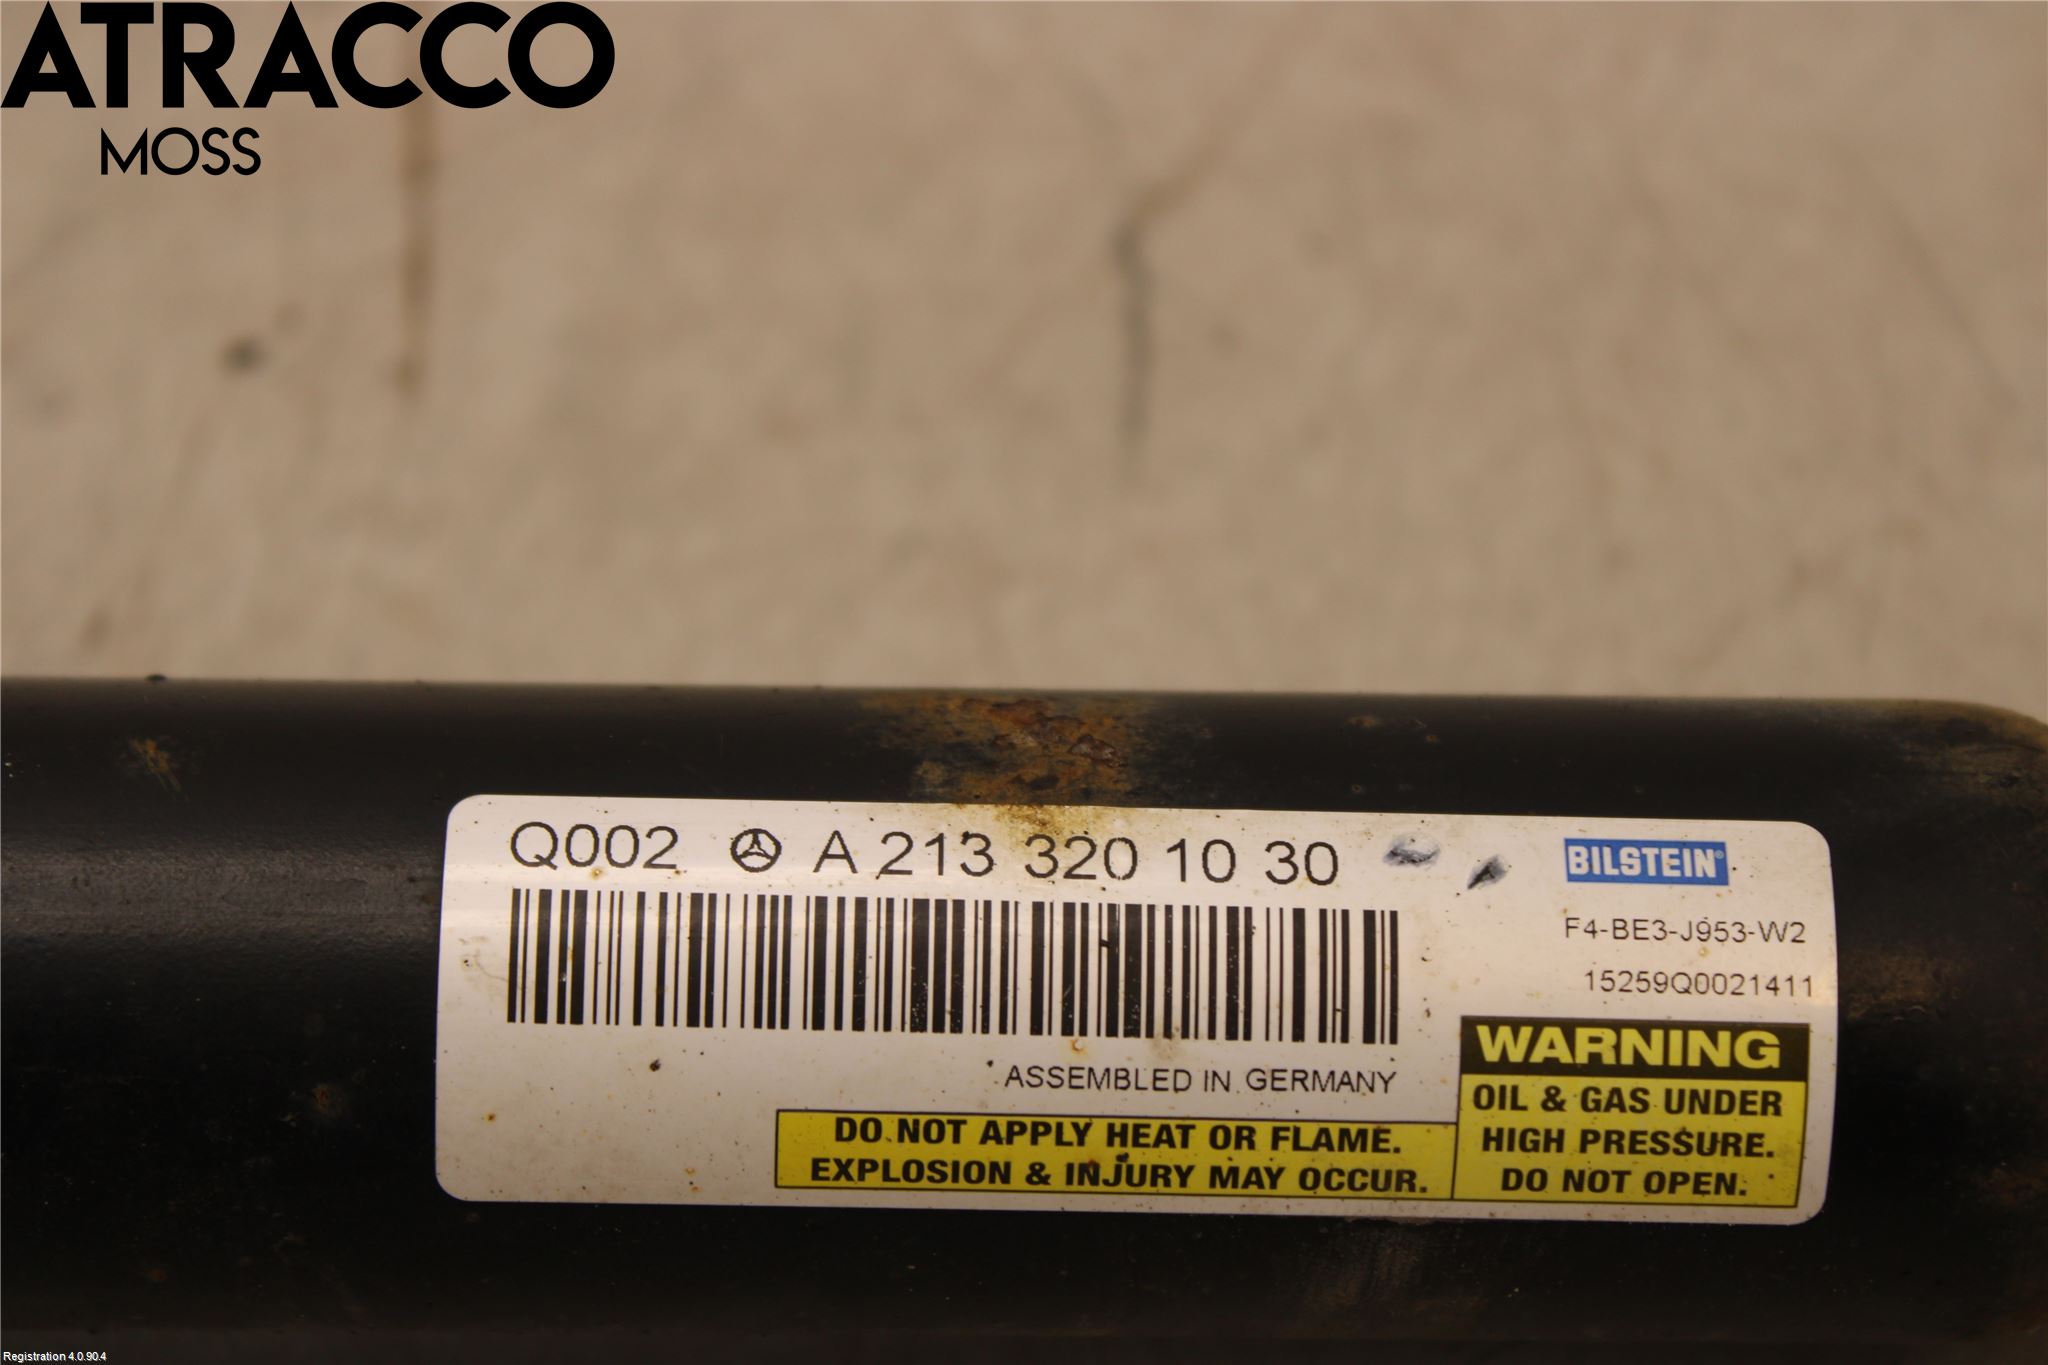 ATRACCO
MOSS
Q002 A 213 320 10 30
BILSTEIN®
F4-BE3-J953-W2
15259Q0021411
ASSEMBLED IN GERMANY
WARNING
OIL & GAS UNDER
HIGH PRESSURE.
DO NOT OPEN.
DO NOT APPLY HEAT OR FLAME.
EXPLOSION & INJURY MAY OCCUR.
Registration 4.0.90.4